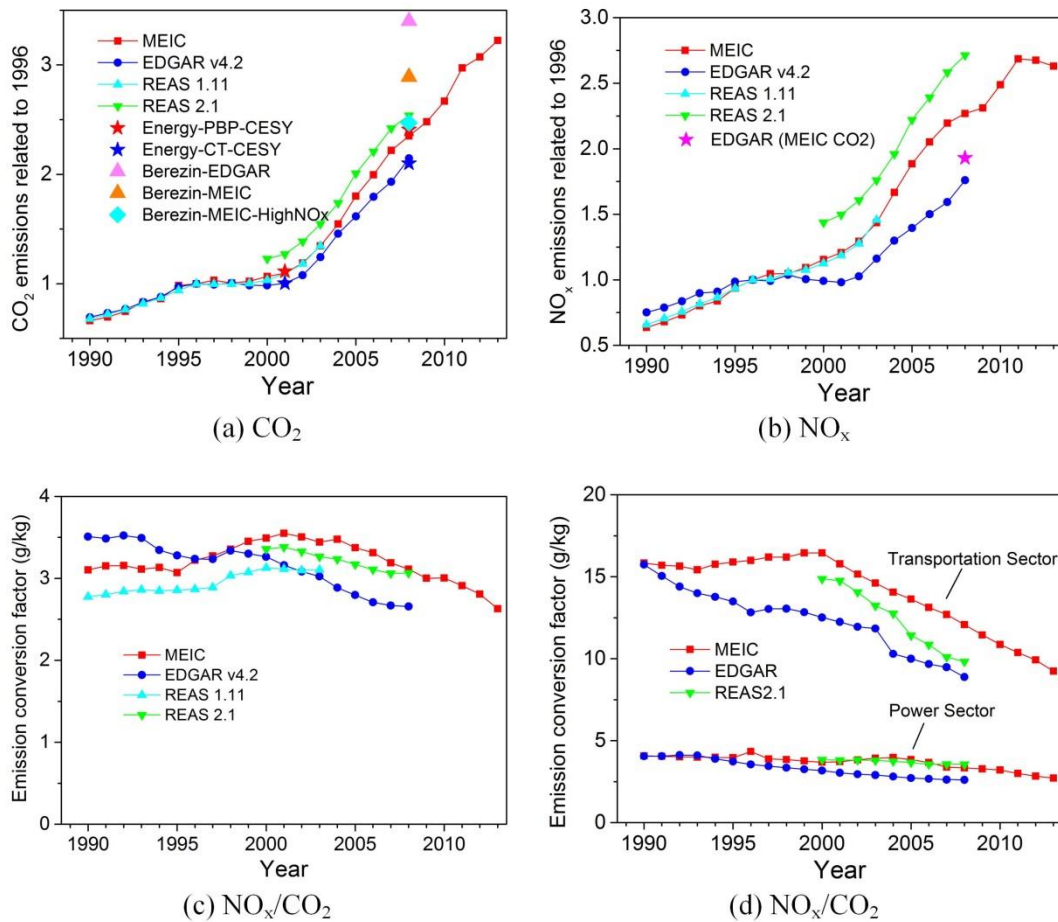 CO2 emissions related to 1996
3
2
1
1990 1995 2000 2005 2010
Year
MEIC
EDGAR v4.2
REAS 1.11
REAS 2.1
Energy-PBP-CESY
Energy-CT-CESY
Berezin-EDGAR
Berezin-MEIC
Berezin-MEIC-HighNOx
(a) CO2
NOx emissions related to 1996
3.0
2.5
2.0
1.5
1.0
0.5
1990 1995 2000 2005 2010
Year
MEIC
EDGAR v4.2
REAS 1.11
REAS 2.1
EDGAR (MEIC CO2)
(b) NOx
Emission conversion factor (g/kg)
4
3
2
1
0
1990 1995 2000 2005 2010
Year
MEIC
EDGAR v4.2
REAS 1.11
REAS 2.1
(c) NOx/CO2
Emission conversion factor (g/kg)
20
15
10
5
0
1990 1995 2000 2005 2010
Year
Transportation Sector
MEIC
EDGAR
REAS2.1
Power Sector
(d) NOx/CO2